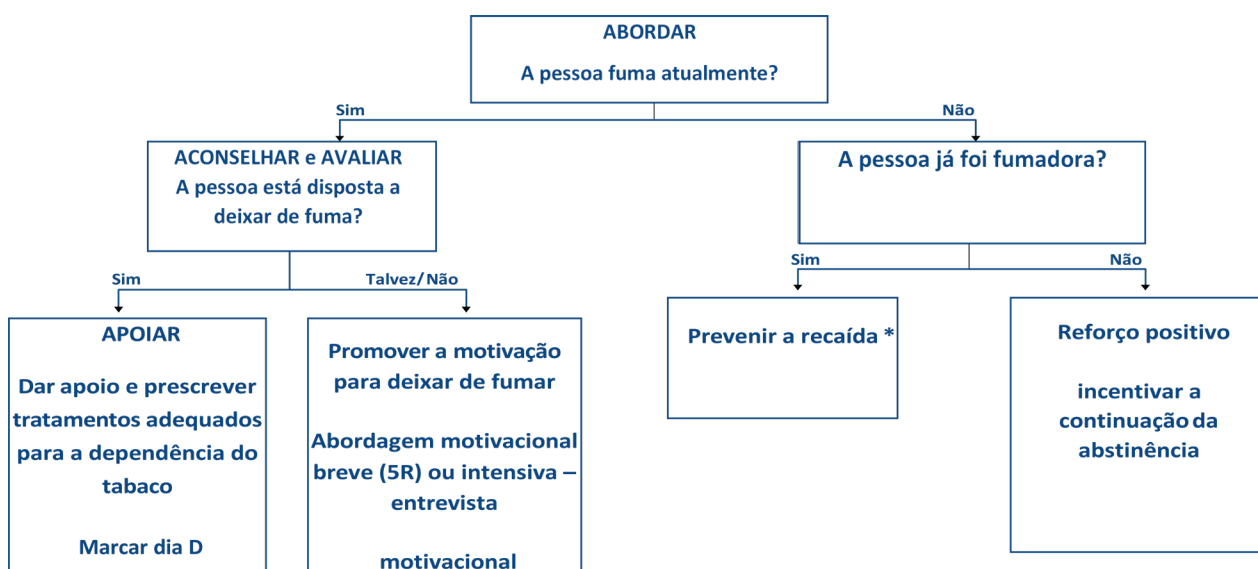 ABORDAR
A pessoa fuma atualmente?
Sim
Não
ACONSELHAR e AVALIAR
A pessoa está disposta a
deixar de fuma?
A pessoa já foi fumadora?
Sim
Talvez/Não
Sim
Não
APOIAR
Dar apoio e prescrever
tratamentos adequados
para a dependência do
tabaco
Marcar dia D
Promover a motivação
para deixar de fumar
Abordagem motivacional
breve (5R) ou intensiva –
entrevista
motivacional
Prevenir a recaída *
Reforço positivo
incentivar a
continuação da
abstinência